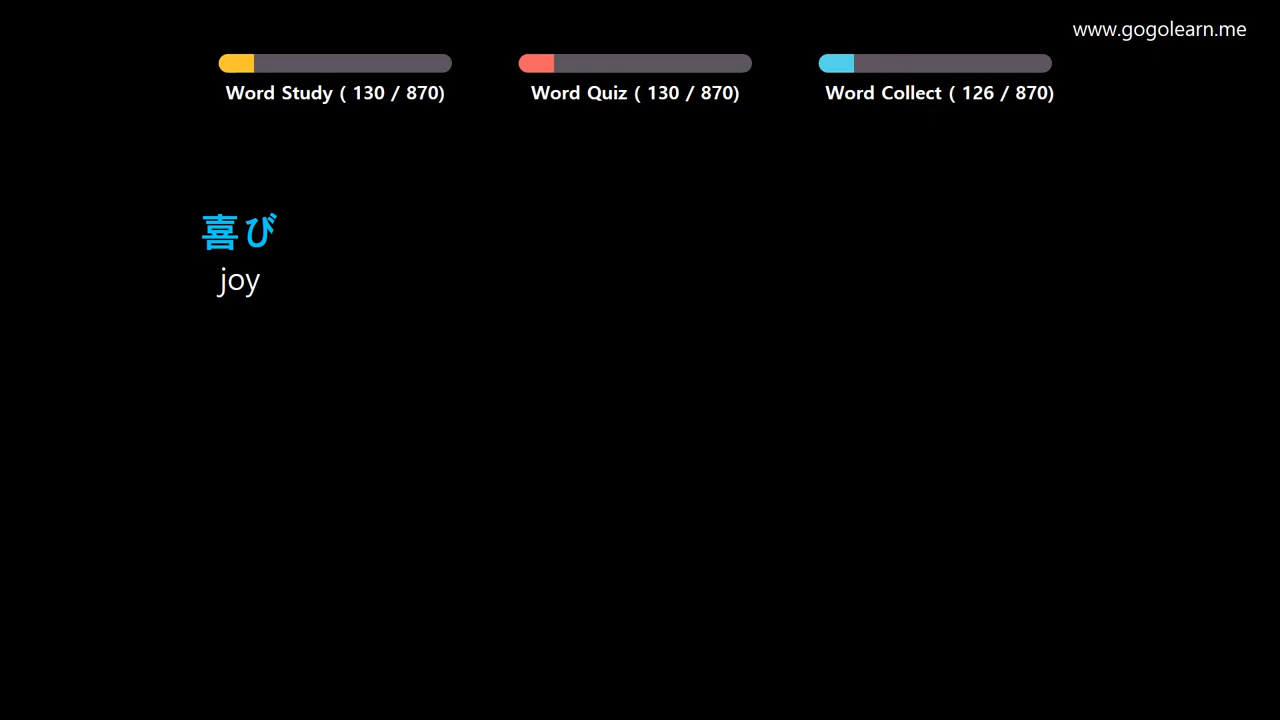 www.gogolearn.me
Word Study ( 130 / 870)
Word Quiz ( 130 / 870)
Word Collect ( 126 / 870)
喜び
joy